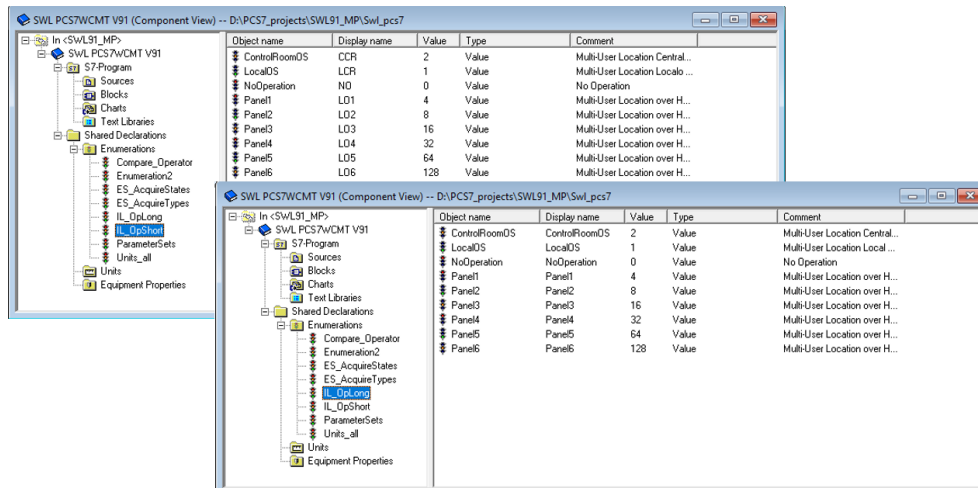 SWL PCS7WCMT V91 (Component View) -- D:\PCS7_projects\SWL91_MP\Swl_pcs7
In <SWL91_MP>
SWL PCS7WCMT V91
S7-Program
Sources
Blocks
Charts
Text Libraries
Shared Declarations
Enumerations
Compare_Operator
Enumeration2
ES_AcquireStates
ES_AcquireTypes
IL_OpLong
IL_OpShort
ParameterSets
Units_all
Units
Equipment Properties
Object name Display name Value Type Comment
ControlRoomOS CCR 2 Value Multi-User Location Central...
LocalOS LCR 1 Value Multi-User Location Localo ...
NoOperation NO 0 Value No Operation
Panel1 LO1 4 Value Multi-User Location over H...
Panel2 LO2 8 Value Multi-User Location over H...
Panel3 LO3 16 Value Multi-User Location over H...
Panel4 LO4 32 Value Multi-User Location over H...
Panel5 LO5 64 Value Multi-User Location over H...
Panel6 LO6 128 Value Multi-User Location over H...
SWL PCS7WCMT V91 (Component View) -- D:\PCS7_projects\SWL91_MP\Swl_pcs7
In <SWL91_MP>
SWL PCS7WCMT V91
S7-Program
Sources
Blocks
Charts
Text Libraries
Shared Declarations
Enumerations
Compare_Operator
Enumeration2
ES_AcquireStates
ES_AcquireTypes
IL_OpLong
IL_OpShort
ParameterSets
Units_all
Units
Equipment Properties
Object name Display name Value Type Comment
ControlRoomOS ControlRoomOS 2 Value Multi-User Location Central...
LocalOS LocalOS 1 Value Multi-User Location Local ...
NoOperation NoOperation 0 Value No Operation
Panel1 Panel1 4 Value Multi-User Location over H...
Panel2 Panel2 8 Value Multi-User Location over H...
Panel3 Panel3 16 Value Multi-User Location over H...
Panel4 Panel4 32 Value Multi-User Location over H...
Panel5 Panel5 64 Value Multi-User Location over H...
Panel6 Panel6 128 Value Multi-User Location over H...